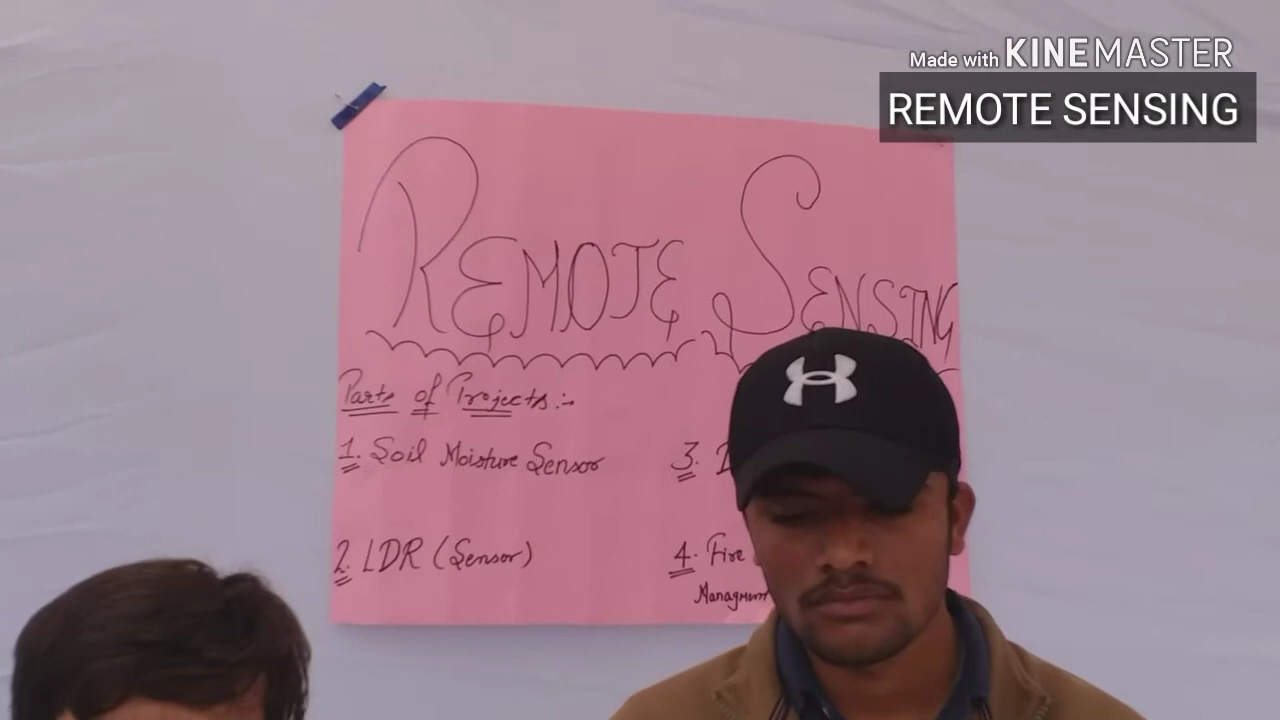 Made with KINEMASTER
REMOTE SENSING
REMOTE SENSING
Parts of Projects :-
1. Soil Moisture Sensor
2. LDR (Sensor)
3.
4. Fire
Managment